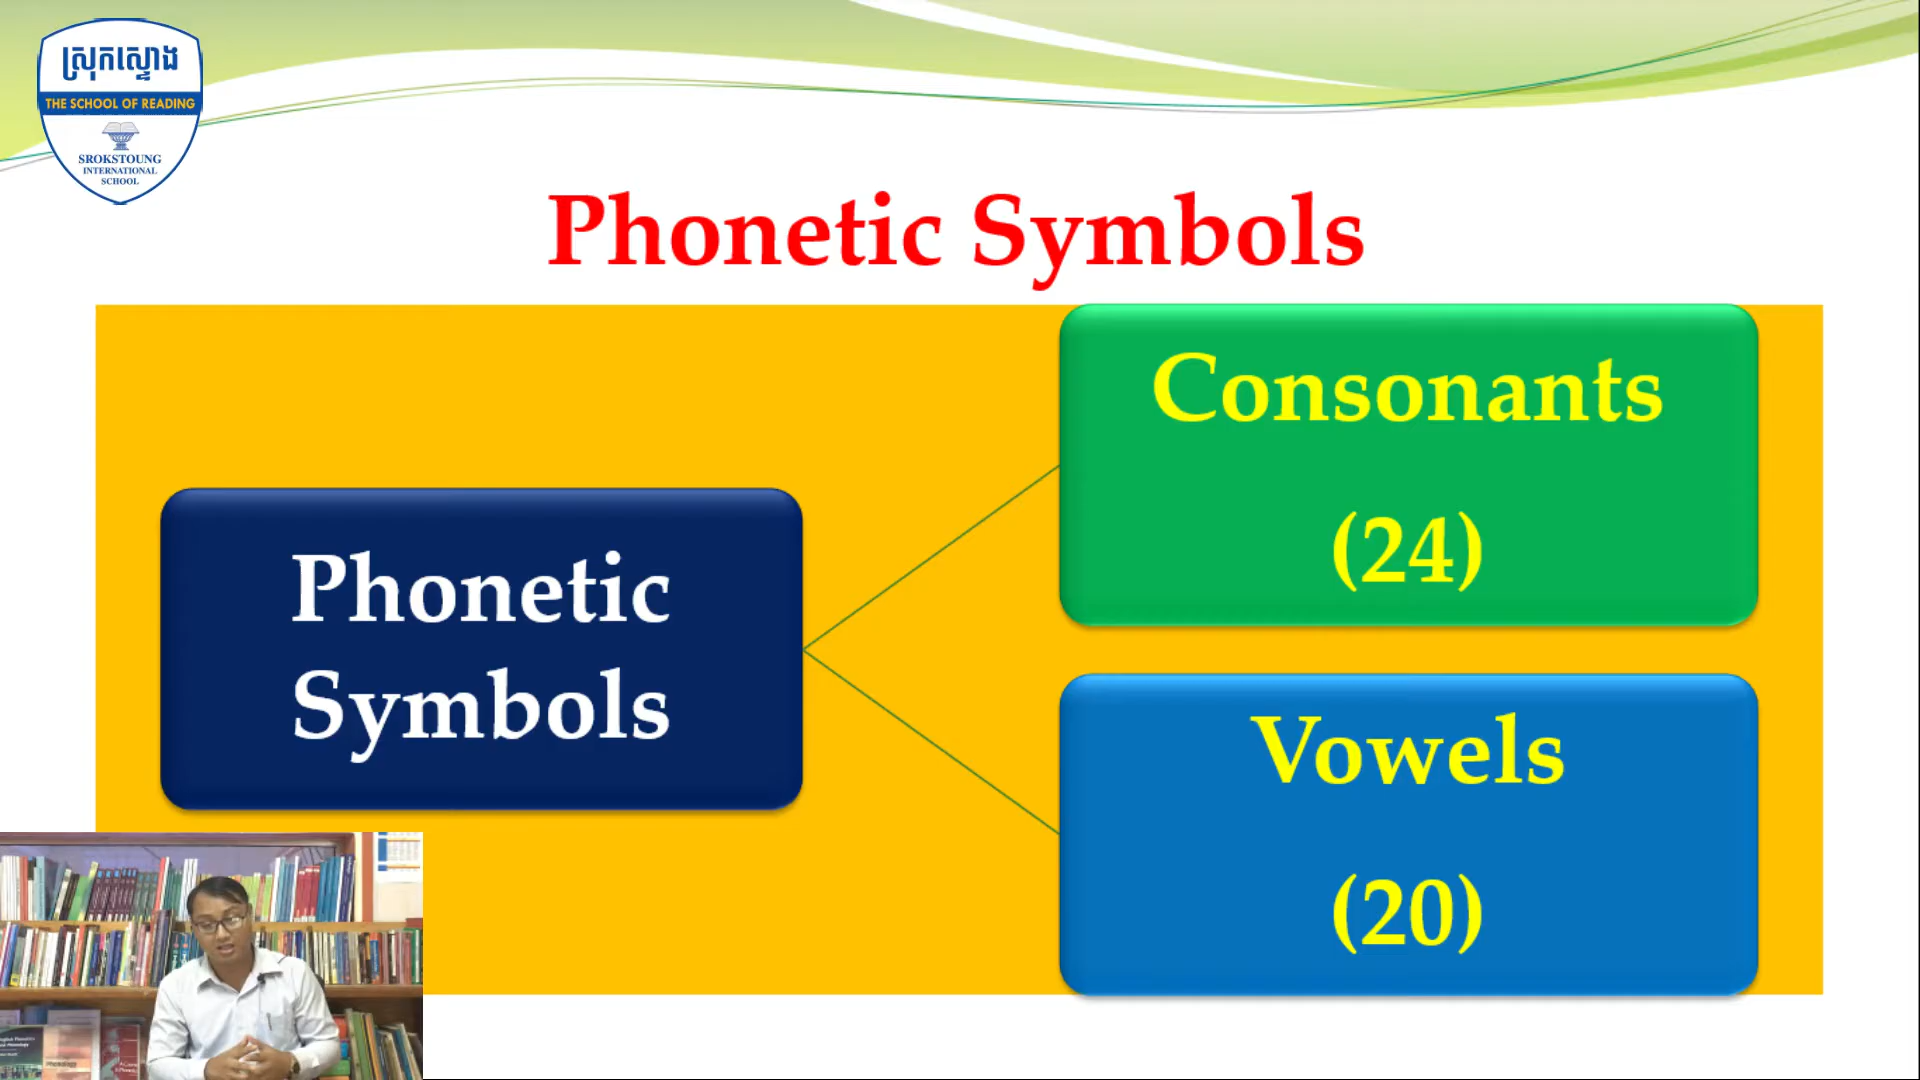 ស្រុកស្ទោង
THE SCHOOL OF READING
SROKSTOUNG
INTERNATIONAL
SCHOOL
Phonetic Symbols
Phonetic
Symbols
Consonants
(24)
Vowels
(20)